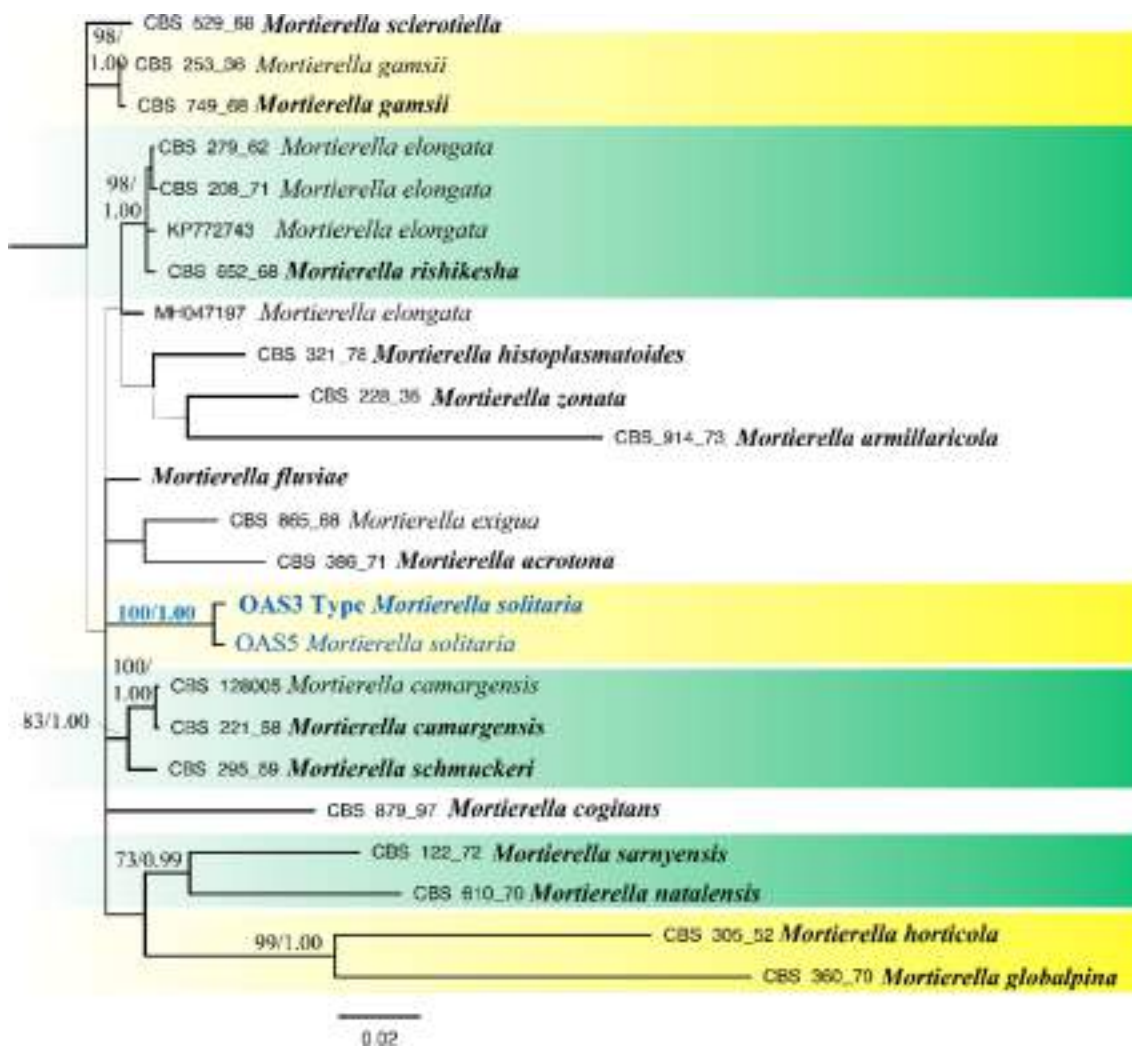 CBS 529_68 Mortierella sclerotiella
98/
1.00
CBS 253_36 Mortierella gamsii
CBS 749_68 Mortierella gamsii
CBS 279_62 Mortierella elongata
98/
CBS 208_71 Mortierella elongata
1.00
KP772743 Mortierella elongata
CBS 652_68 Mortierella rishikesha
MH047197 Mortierella elongata
CBS 321_78 Mortierella histoplasmatoides
CBS 228_35 Mortierella zonata
CBS_914_73 Mortierella armillaricola
Mortierella fluviae
CBS 865_68 Mortierella exigua
CBS 386_71 Mortierella acrotona
100/1.00
OAS3 Type Mortierella solitaria
OAS5 Mortierella solitaria
100/
1.00
CBS 128005 Mortierella camargensis
83/1.00
CBS 221_58 Mortierella camargensis
CBS 295_59 Mortierella schmuckeri
CBS 879_97 Mortierella cogitans
73/0.99
CBS 122_72 Mortierella sarnyensis
CBS 610_70 Mortierella natalensis
99/1.00
CBS 305_52 Mortierella horticola
CBS 360_70 Mortierella globalpina
0.02